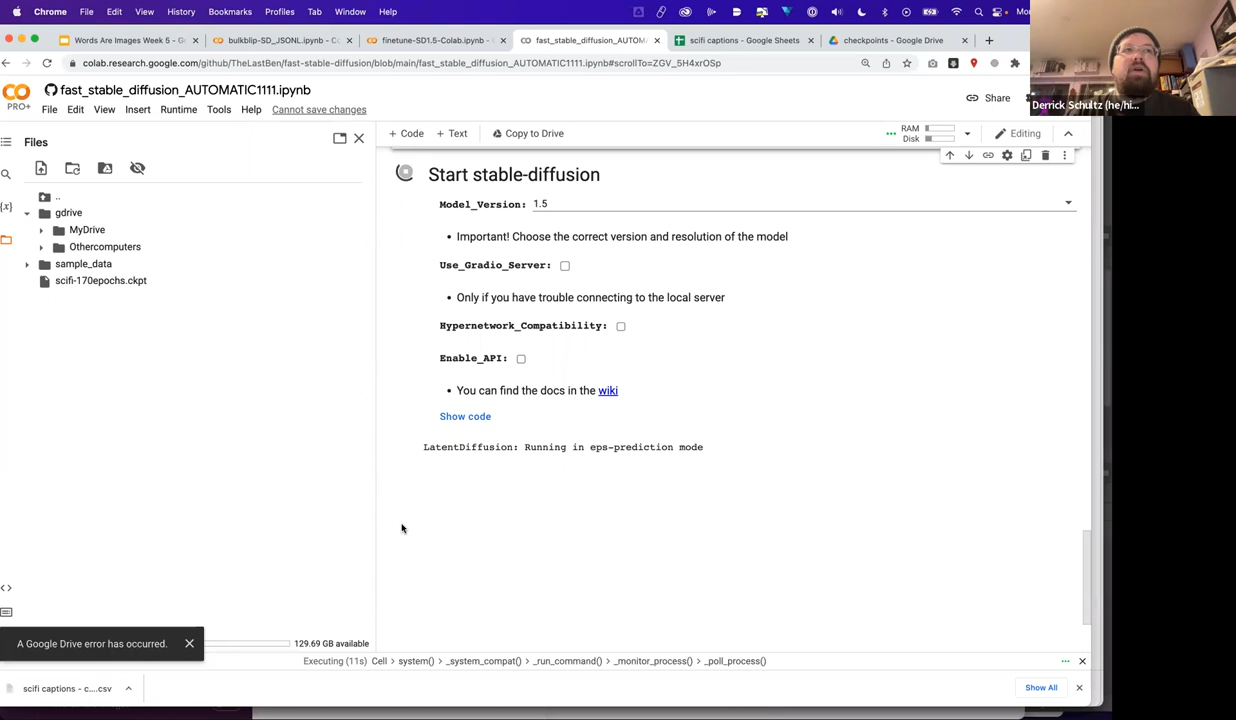 Chrome File Edit View History Bookmarks Profiles Tab Window Help Mon
Words Are Images Week 5 - G
bulkblip-SD_JSONL.ipynb - Co
finetune-SD1.5-Colab.ipynb -
fast_stable_diffusion_AUTOM
scifi captions - Google Sheets
checkpoints - Google Drive
colab.research.google.com/github/TheLastBen/fast-stable-diffusion/blob/main/fast_stable_diffusion_AUTOMATIC1111.ipynb#scrollTo=ZGV_5H4xrOSp
Derrick Schultz (he/hi...
PRO+
fast_stable_diffusion_AUTOMATIC1111.ipynb
File Edit View Insert Runtime Tools Help Cannot save changes
Share
Files
+ Code + Text Copy to Drive
RAM
Disk
Editing
..
gdrive
MyDrive
Othercomputers
sample_data
scifi-170epochs.ckpt
Start stable-diffusion
Model_Version: 1.5
• Important! Choose the correct version and resolution of the model
Use_Gradio_Server:
• Only if you have trouble connecting to the local server
Hypernetwork_Compatibility:
Enable_API:
• You can find the docs in the wiki
Show code
LatentDiffusion: Running in eps-prediction mode
{x}
<>
A Google Drive error has occurred.
129.69 GB available
Executing (11s) Cell > system() > _system_compat() > _run_command() > _monitor_process() > _poll_process()
scifi captions - c....csv
Show All